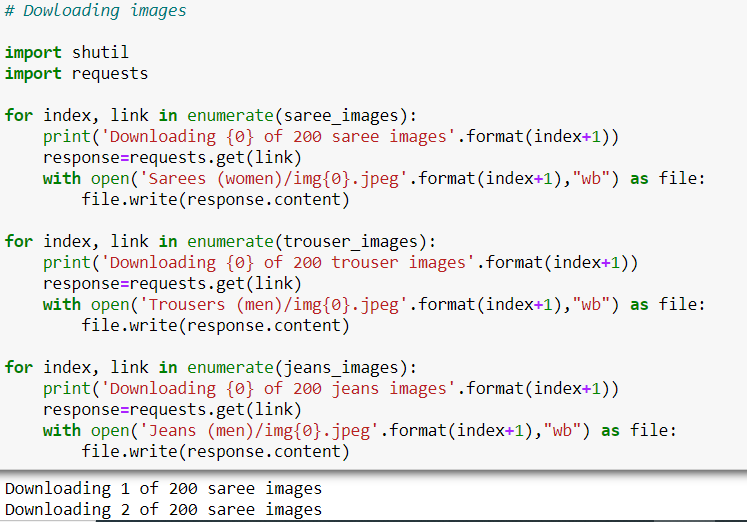 # Dowloading images
import shutil
import requests
for index, link in enumerate(saree_images):
    print('Downloading {0} of 200 saree images'.format(index+1))
    response=requests.get(link)
    with open('Sarees (women)/img{0}.jpeg'.format(index+1),"wb") as file:
        file.write(response.content)
for index, link in enumerate(trouser_images):
    print('Downloading {0} of 200 trouser images'.format(index+1))
    response=requests.get(link)
    with open('Trousers (men)/img{0}.jpeg'.format(index+1),"wb") as file:
        file.write(response.content)
for index, link in enumerate(jeans_images):
    print('Downloading {0} of 200 jeans images'.format(index+1))
    response=requests.get(link)
    with open('Jeans (men)/img{0}.jpeg'.format(index+1),"wb") as file:
        file.write(response.content)
Downloading 1 of 200 saree images
Downloading 2 of 200 saree images